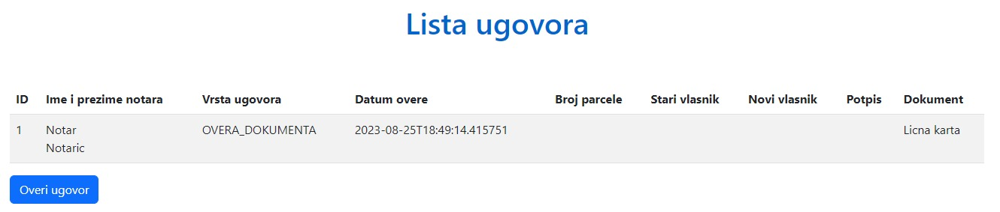 Lista ugovora
ID Ime i prezime notara Vrsta ugovora Datum overe Broj parcele Stari vlasnik Novi vlasnik Potpis Dokument
1 Notar OVERA_DOKUMENTA 2023-08-25T18:49:14.415751 Licna karta
Notaric
Overi ugovor